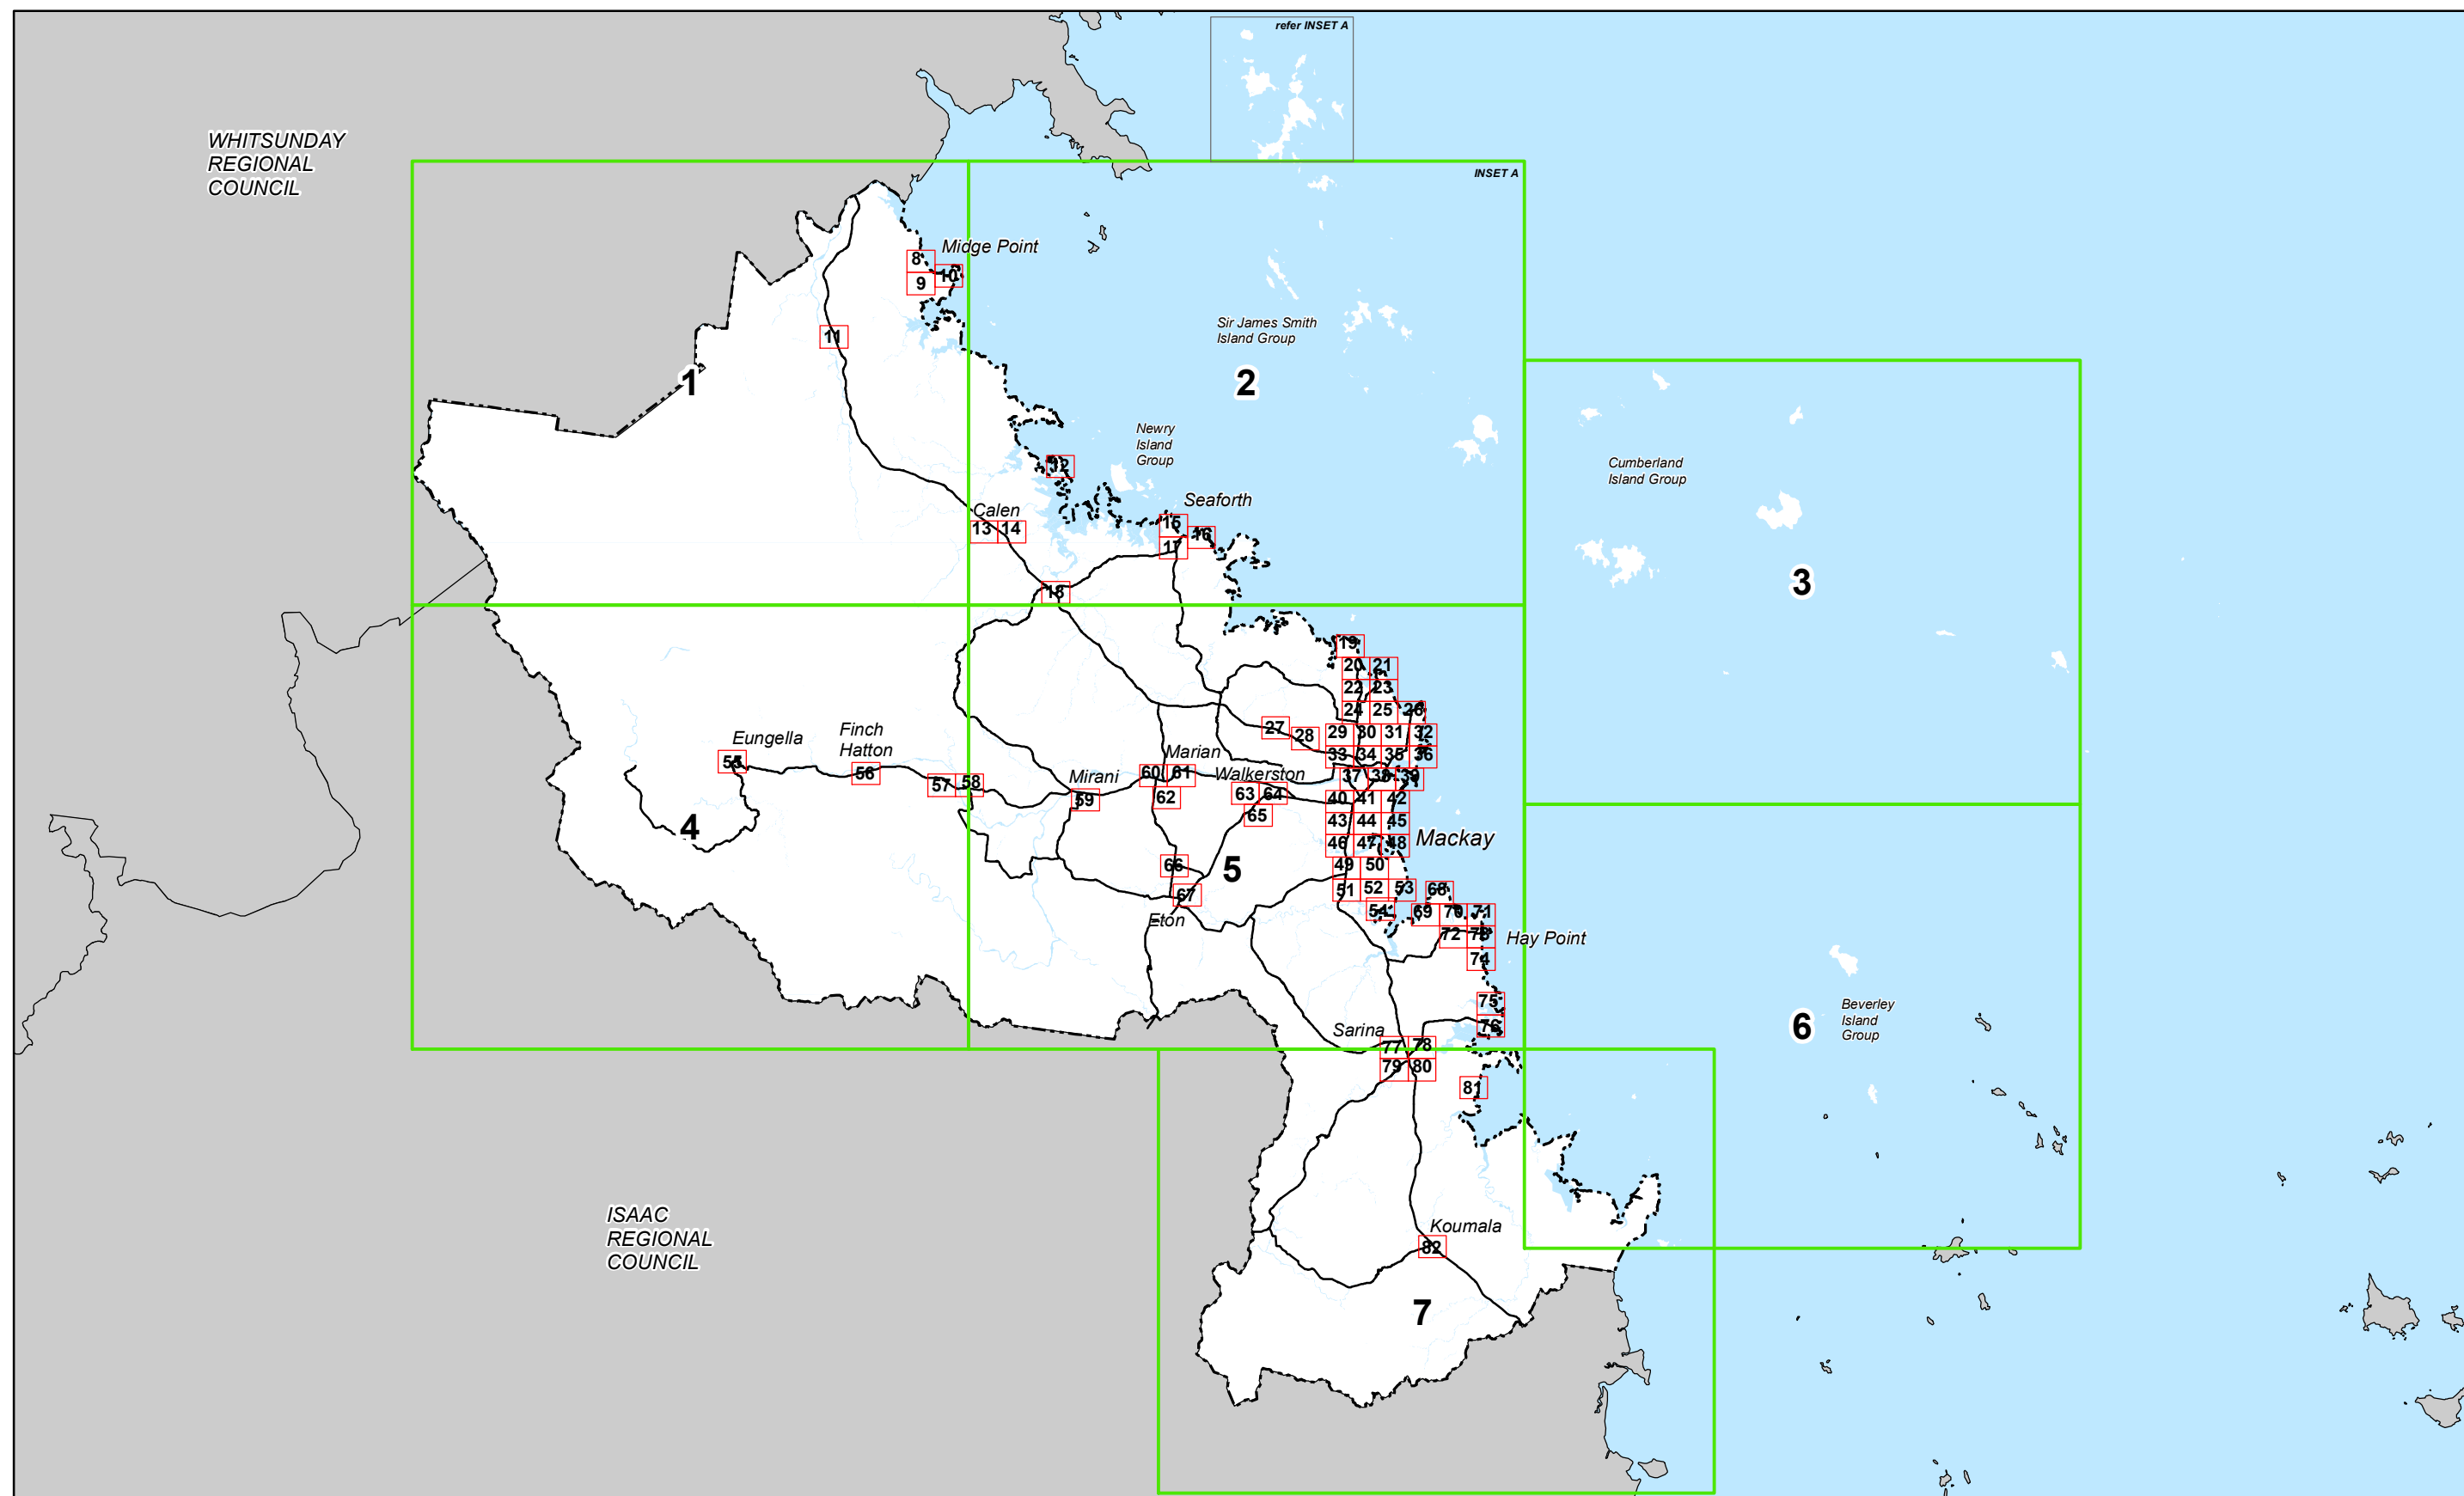 refer INSET A
WHITSUNDAY
REGIONAL
COUNCIL
INSET A
Midge Point
8
9
10
11
Sir James Smith
Island Group
1
2
Newry
Island
Group
Cumberland
Island Group
12
Seaforth
Calen
13
14
15
16
17
3
18
19
20
21
22
23
24
25
26
27
28
29
30
31
32
33
34
35
36
Eungella
Finch
Hatton
Marian
Mirani
Walkerston
37
38
39
55
56
57
58
59
60
61
62
63
64
65
40
41
42
43
44
45
46
47
48
Mackay
4
5
66
67
Eton
49
50
51
52
53
54
68
69
70
71
72
73
74
Hay Point
75
76
Beverley
Island
Group
6
Sarina
77
78
79
80
81
ISAAC
REGIONAL
COUNCIL
Koumala
82
7